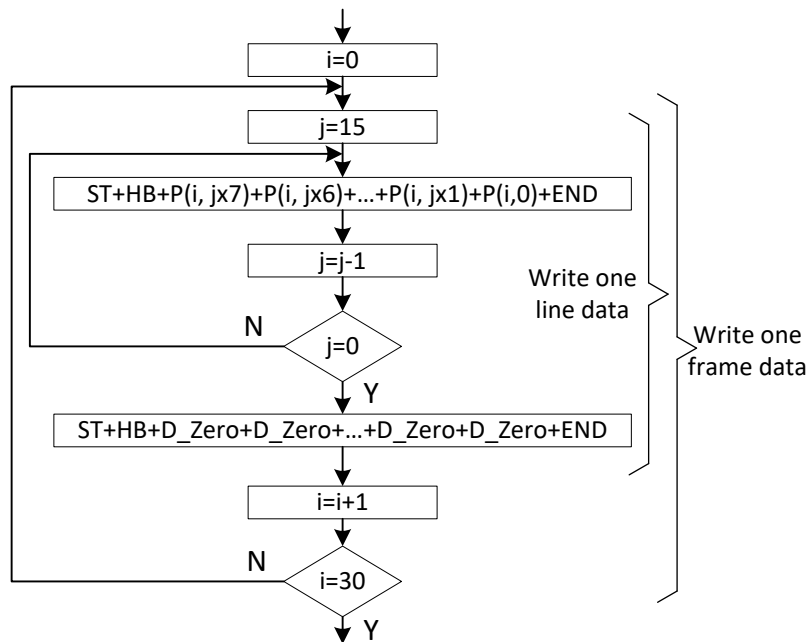 i=0
j=15
ST+HB+P(i, jx7)+P(i, jx6)+...+P(i, jx1)+P(i,0)+END
j=j-1
Write one
line data
N
j=0
Write one
frame data
Y
ST+HB+D_Zero+D_Zero+...+D_Zero+D_Zero+END
i=i+1
N
i=30
Y